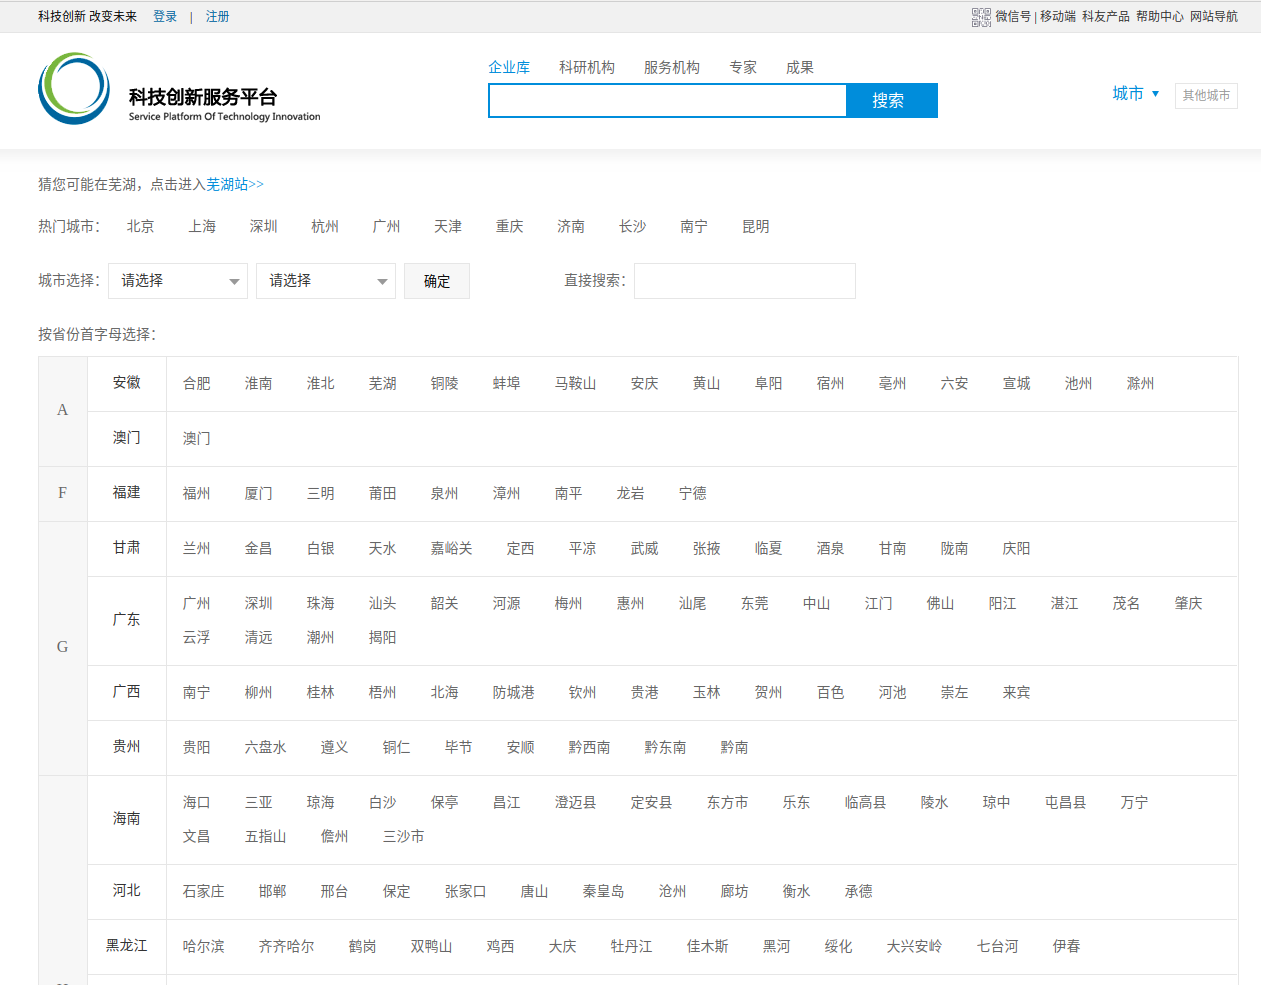 科技创新 改变未来 登录 | 注册 微信号 | 移动端 科友产品 帮助中心 网站导航
企业库 科研机构 服务机构 专家 成果
科技创新服务平台
Service Platform Of Technology Innovation
搜索
城市 ▼ 其他城市
猜您可能在芜湖，点击进入芜湖站>>
热门城市： 北京 上海 深圳 杭州 广州 天津 重庆 济南 长沙 南宁 昆明
城市选择： 请选择 请选择 确定 直接搜索：
按省份首字母选择：
A
安徽 合肥 淮南 淮北 芜湖 铜陵 蚌埠 马鞍山 安庆 黄山 阜阳 宿州 亳州 六安 宣城 池州 滁州
澳门 澳门
F
福建 福州 厦门 三明 莆田 泉州 漳州 南平 龙岩 宁德
G
甘肃 兰州 金昌 白银 天水 嘉峪关 定西 平凉 武威 张掖 临夏 酒泉 甘南 陇南 庆阳
广东 广州 深圳 珠海 汕头 韶关 河源 梅州 惠州 汕尾 东莞 中山 江门 佛山 阳江 湛江 茂名 肇庆
云浮 清远 潮州 揭阳
广西 南宁 柳州 桂林 梧州 北海 防城港 钦州 贵港 玉林 贺州 百色 河池 崇左 来宾
贵州 贵阳 六盘水 遵义 铜仁 毕节 安顺 黔西南 黔东南 黔南
海南 海口 三亚 琼海 白沙 保亭 昌江 澄迈县 定安县 东方市 乐东 临高县 陵水 琼中 屯昌县 万宁
文昌 五指山 儋州 三沙市
河北 石家庄 邯郸 邢台 保定 张家口 唐山 秦皇岛 沧州 廊坊 衡水 承德
黑龙江 哈尔滨 齐齐哈尔 鹤岗 双鸭山 鸡西 大庆 牡丹江 佳木斯 黑河 绥化 大兴安岭 七台河 伊春